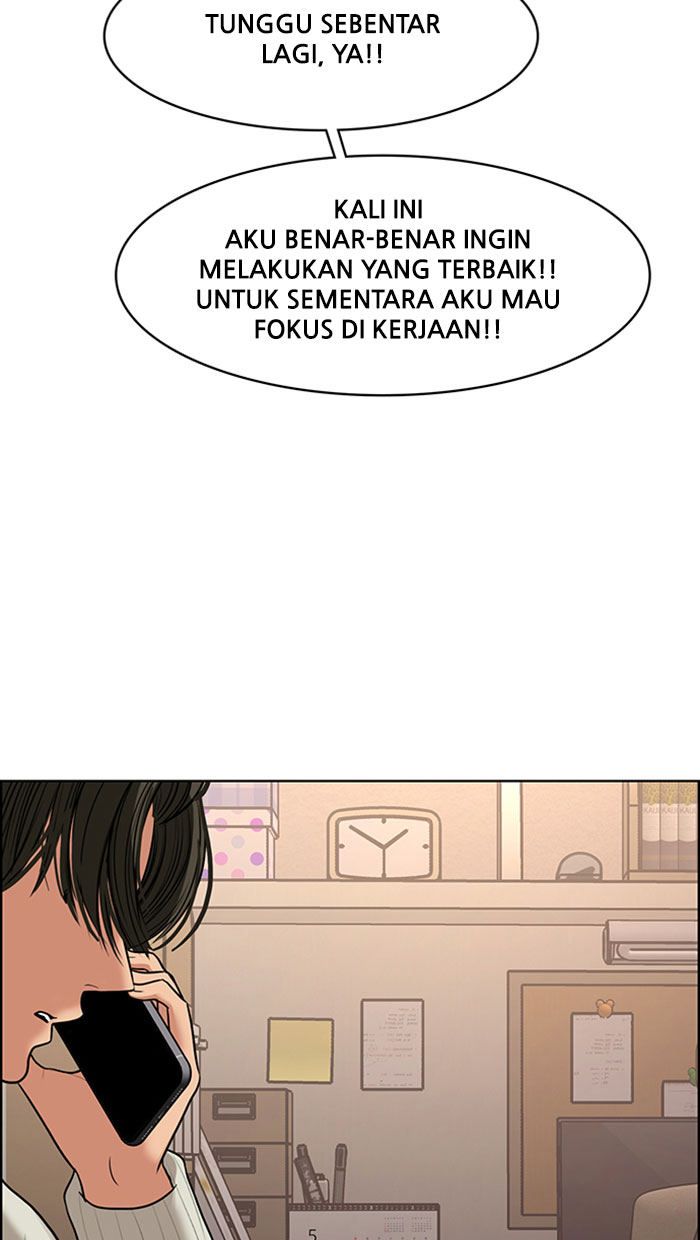 TUNGGU SEBENTAR
LAGI, YA!!
KALI INI
AKU BENAR-BENAR INGIN
MELAKUKAN YANG TERBAIK!!
UNTUK SEMENTARA AKU MAU
FOKUS DI KERJAAN!!
5